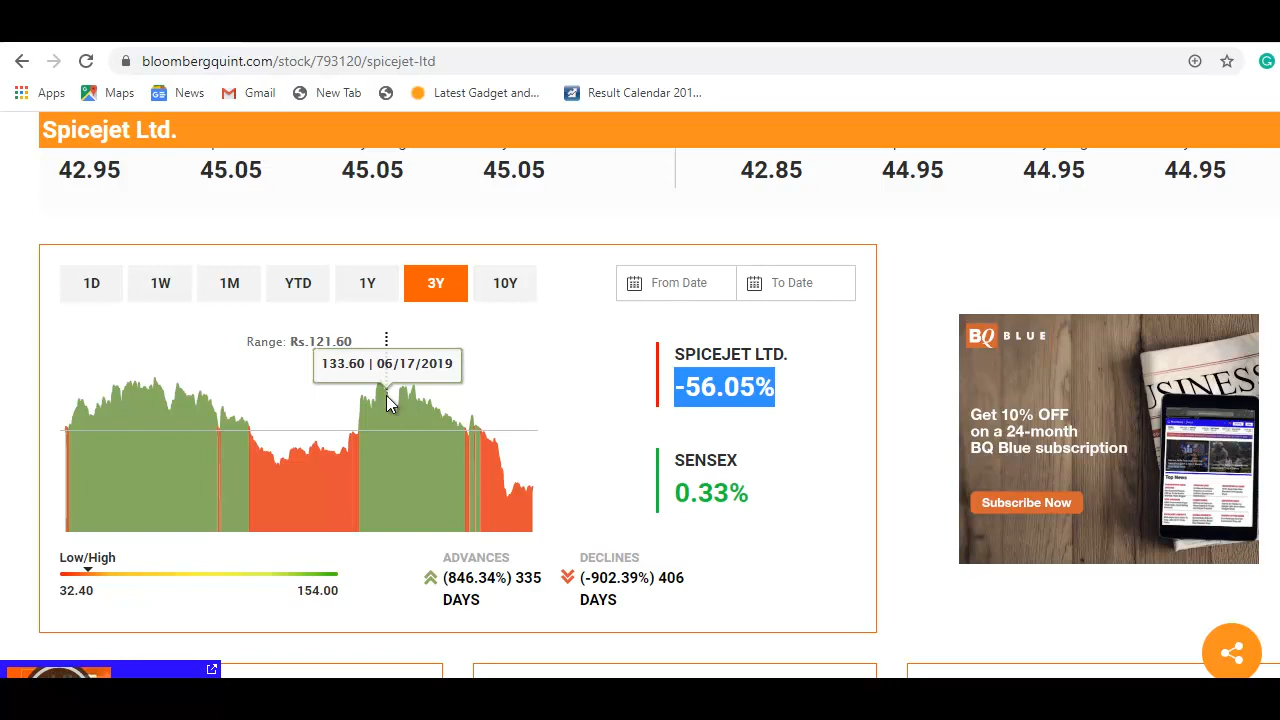 bloombergquint.com/stock/793120/spicejet-ltd
Apps Maps News Gmail New Tab Latest Gadget and... Result Calendar 201...
Spicejet Ltd.
42.95 45.05 45.05 45.05 42.85 44.95 44.95 44.95
1D 1W 1M YTD 1Y 3Y 10Y From Date To Date
Range: Rs.121.60
133.60 | 06/17/2019
SPICEJET LTD.
-56.05%
SENSEX
0.33%
Low/High
32.40 154.00
ADVANCES
(846.34%) 335
DAYS
DECLINES
(-902.39%) 406
DAYS
BQ BLUE
BUSINESS
Get 10% OFF
on a 24-month
BQ Blue subscription
Subscribe Now
Top News